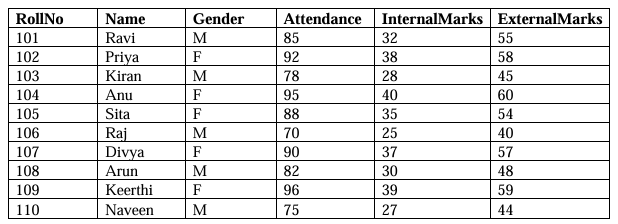 RollNo Name Gender Attendance InternalMarks ExternalMarks
101 Ravi M 85 32 55
102 Priya F 92 38 58
103 Kiran M 78 28 45
104 Anu F 95 40 60
105 Sita F 88 35 54
106 Raj M 70 25 40
107 Divya F 90 37 57
108 Arun M 82 30 48
109 Keerthi F 96 39 59
110 Naveen M 75 27 44